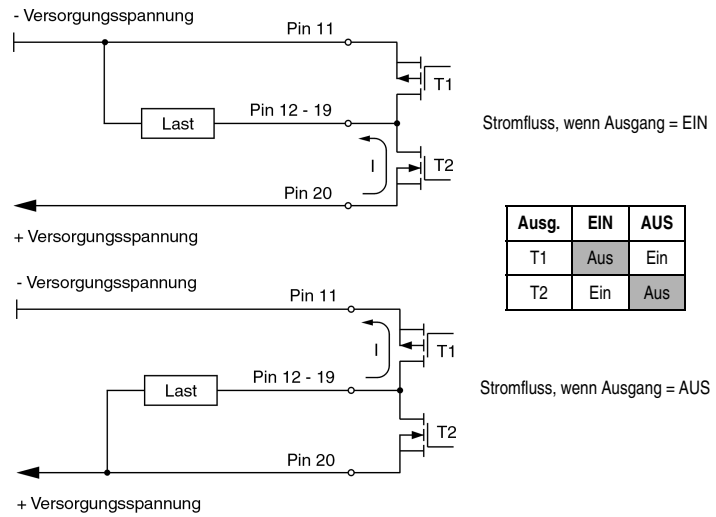 - Versorgungsspannung
Pin 11
T1
Last
Pin 12 - 19
I
T2
Pin 20
+ Versorgungsspannung
Stromfluss, wenn Ausgang = EIN
Ausg. EIN AUS
T1 Aus Ein
T2 Ein Aus
- Versorgungsspannung
Pin 11
I
T1
Last
Pin 12 - 19
T2
Pin 20
+ Versorgungsspannung
Stromfluss, wenn Ausgang = AUS